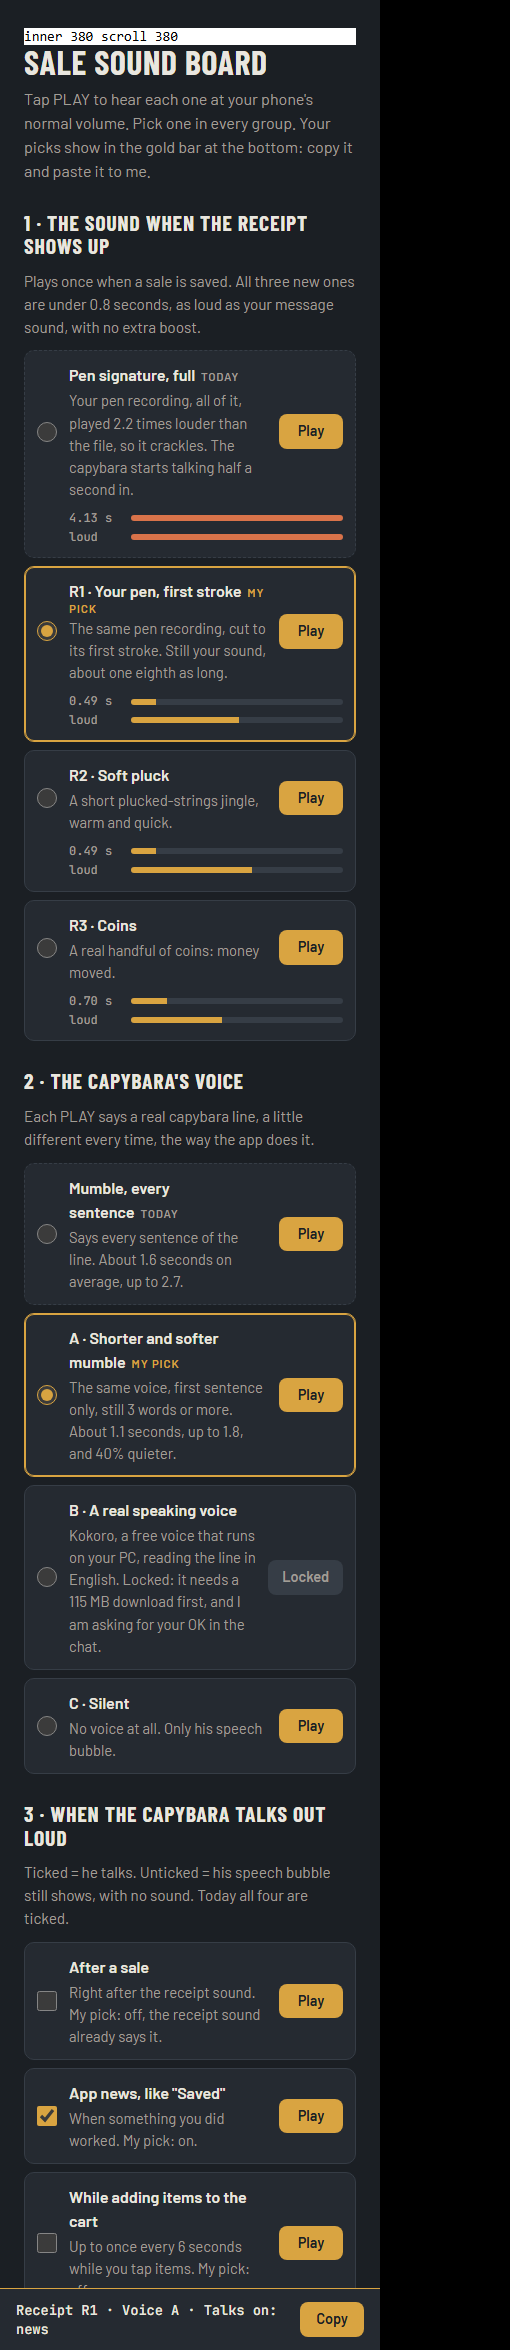 inner 380 scroll 380
SALE SOUND BOARD
Tap PLAY to hear each one at your phone's
normal volume. Pick one in every group. Your
picks show in the gold bar at the bottom: copy it
and paste it to me.
1 · THE SOUND WHEN THE RECEIPT
SHOWS UP
Plays once when a sale is saved. All three new ones
are under 0.8 seconds, as loud as your message
sound, with no extra boost.
Pen signature, full TODAY
Your pen recording, all of it,
played 2.2 times louder than
the file, so it crackles. The
capybara starts talking half a
second in.
Play
4.13 s
loud
R1 · Your pen, first stroke MY
PICK
The same pen recording, cut to
its first stroke. Still your sound,
about one eighth as long.
Play
0.49 s
loud
R2 · Soft pluck
A short plucked-strings jingle,
warm and quick.
Play
0.49 s
loud
R3 · Coins
A real handful of coins: money
moved.
Play
0.70 s
loud
2 · THE CAPYBARA'S VOICE
Each PLAY says a real capybara line, a little
different every time, the way the app does it.
Mumble, every
sentence TODAY
Says every sentence of the
line. About 1.6 seconds on
average, up to 2.7.
Play
A · Shorter and softer
mumble MY PICK
The same voice, first sentence
only, still 3 words or more.
About 1.1 seconds, up to 1.8,
and 40% quieter.
Play
B · A real speaking voice
Kokoro, a free voice that runs
on your PC, reading the line in
English. Locked: it needs a
115 MB download first, and I
am asking for your OK in the
chat.
Locked
C · Silent
No voice at all. Only his speech
bubble.
Play
3 · WHEN THE CAPYBARA TALKS OUT
LOUD
Ticked = he talks. Unticked = his speech bubble
still shows, with no sound. Today all four are
ticked.
After a sale
Right after the receipt sound.
My pick: off, the receipt sound
already says it.
Play
App news, like "Saved"
When something you did
worked. My pick: on.
Play
While adding items to the
cart
Up to once every 6 seconds
while you tap items. My pick:
Play
Receipt R1 · Voice A · Talks on:
news
Copy